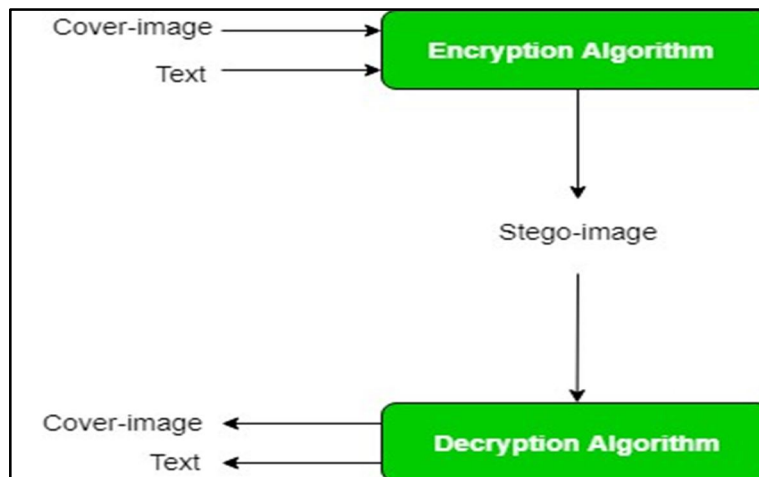 Cover-image
Encryption Algorithm
Text
Stego-image
Cover-image
Decryption Algorithm
Text